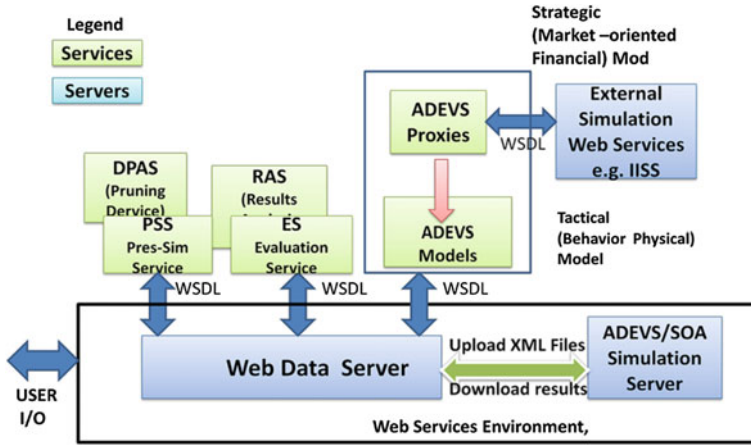 Legend
Services
Servers
Strategic
(Market –oriented
Financial) Mod
ADEVS
Proxies
WSDL
External
Simulation
Web Services
e.g. IISS
DPAS
(Pruning
Dervice)
RAS
(Results
PSS
Pres-Sim
Service
ES
Evaluation
Service
ADEVS
Models
Tactical
(Behavior Physical)
Model
WSDL
WSDL
WSDL
USER
I/O
Web Data Server
Upload XML Files
Download results
ADEVS/SOA
Simulation
Server
Web Services Environment,